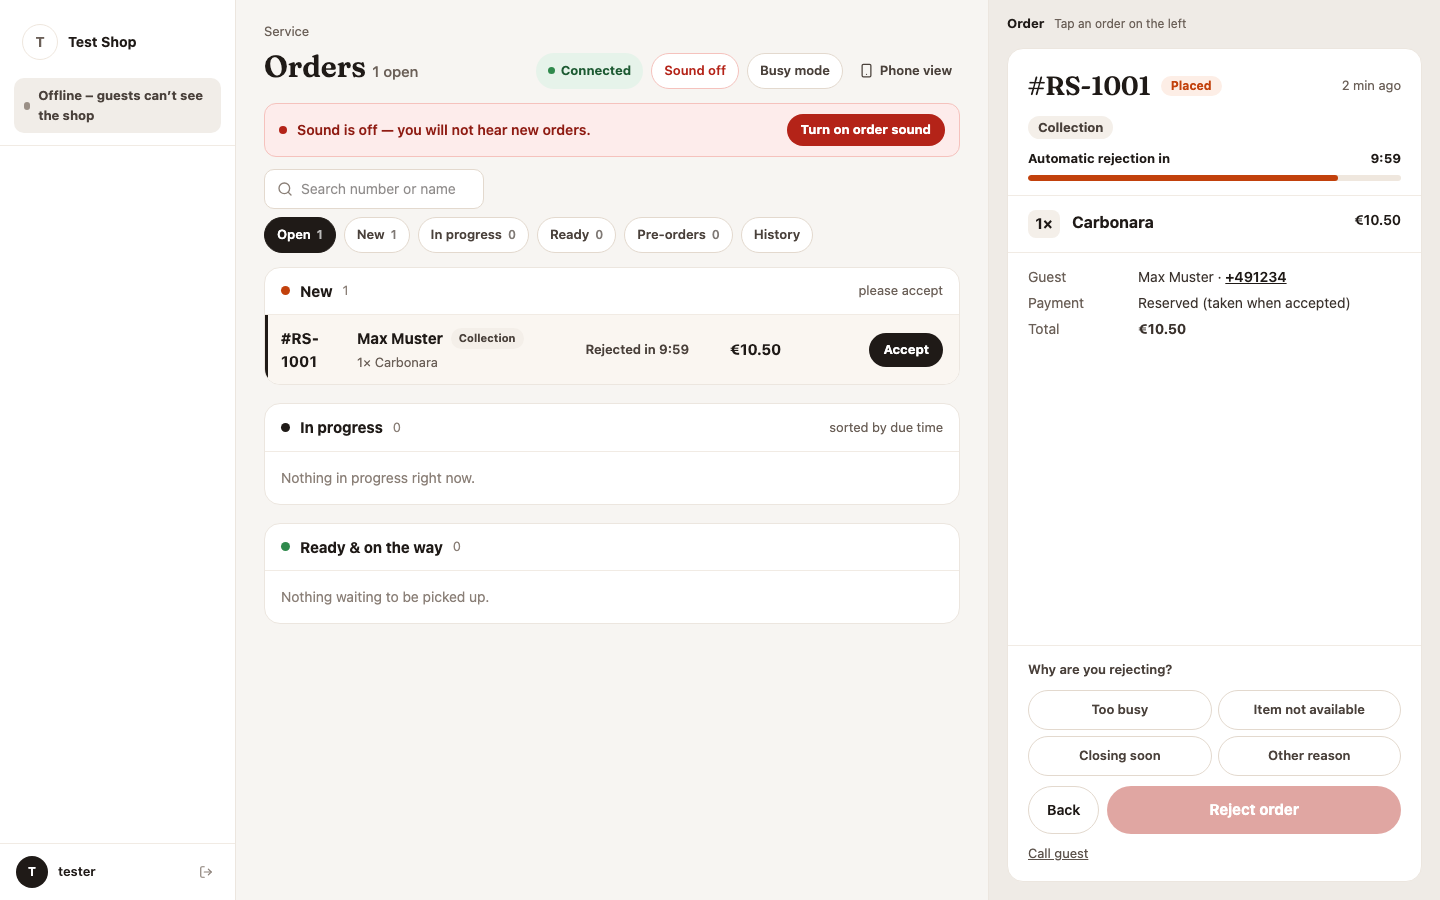 T
Test Shop
Offline – guests can’t see
the shop
T
tester
Service
Orders 1 open
Connected
Sound off
Busy mode
Phone view
Sound is off — you will not hear new orders.
Turn on order sound
Search number or name
Open 1
New 1
In progress 0
Ready 0
Pre-orders 0
History
New 1
please accept
#RS-
1001
Max Muster Collection
1× Carbonara
Rejected in 9:59
€10.50
Accept
In progress 0
sorted by due time
Nothing in progress right now.
Ready & on the way 0
Nothing waiting to be picked up.
Order Tap an order on the left
#RS-1001 Placed
2 min ago
Collection
Automatic rejection in 9:59
1× Carbonara €10.50
Guest Max Muster · +491234
Payment Reserved (taken when accepted)
Total €10.50
Why are you rejecting?
Too busy
Item not available
Closing soon
Other reason
Back
Reject order
Call guest